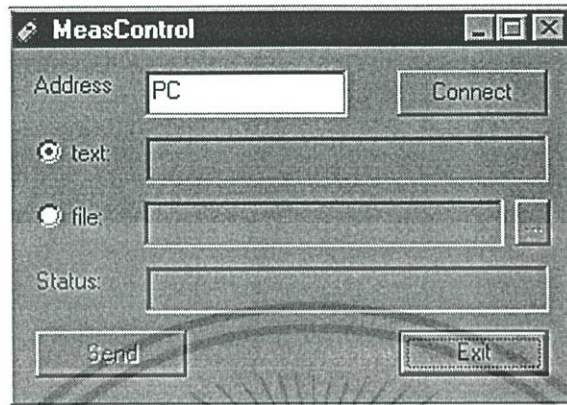 MeasControl
Address PC Connect
text:
file: ...
Status:
Send Exit